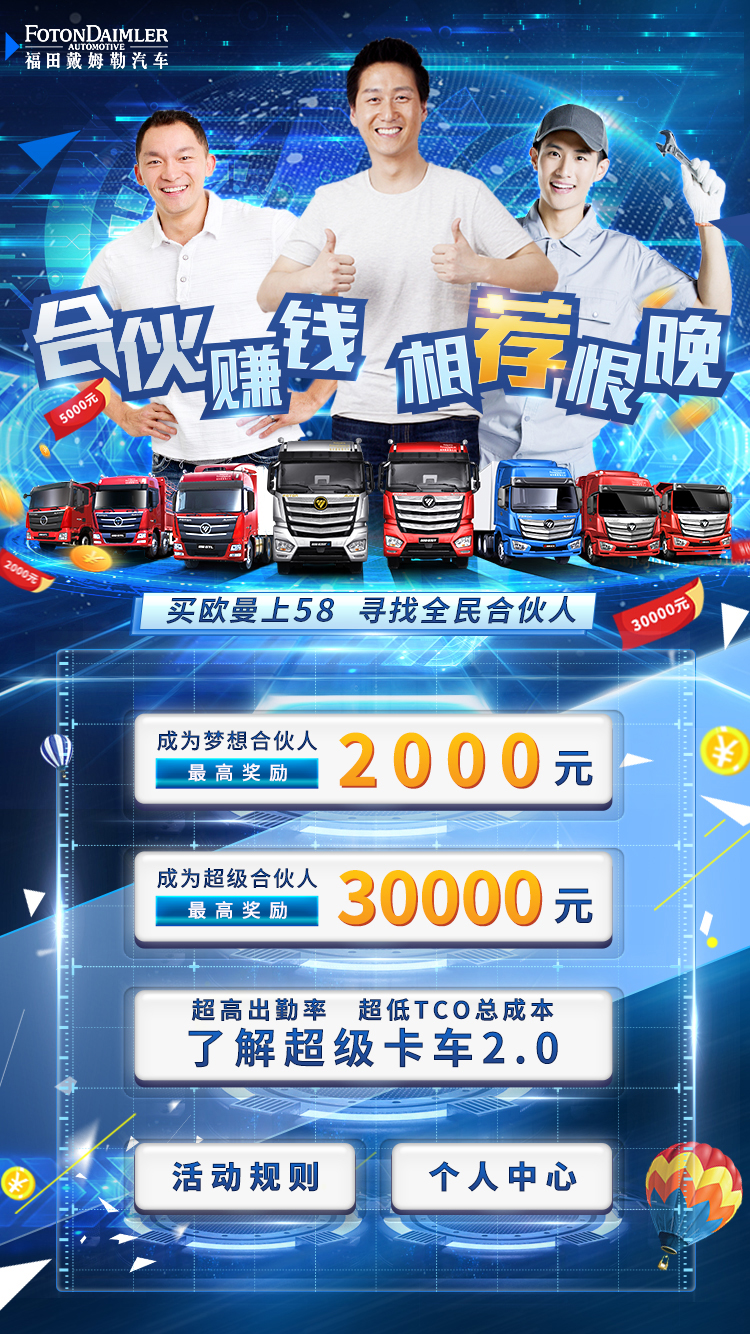 FOTONDAIMLER
AUTOMOTIVE
福田戴姆勒汽车
合伙赚钱 相荐恨晚
5000元
2000元
30000元
买欧曼上58 寻找全民合伙人
成为梦想合伙人
最高奖励
2000元
成为超级合伙人
最高奖励
30000元
超高出勤率 超低TCO总成本
了解超级卡车2.0
活动规则
个人中心